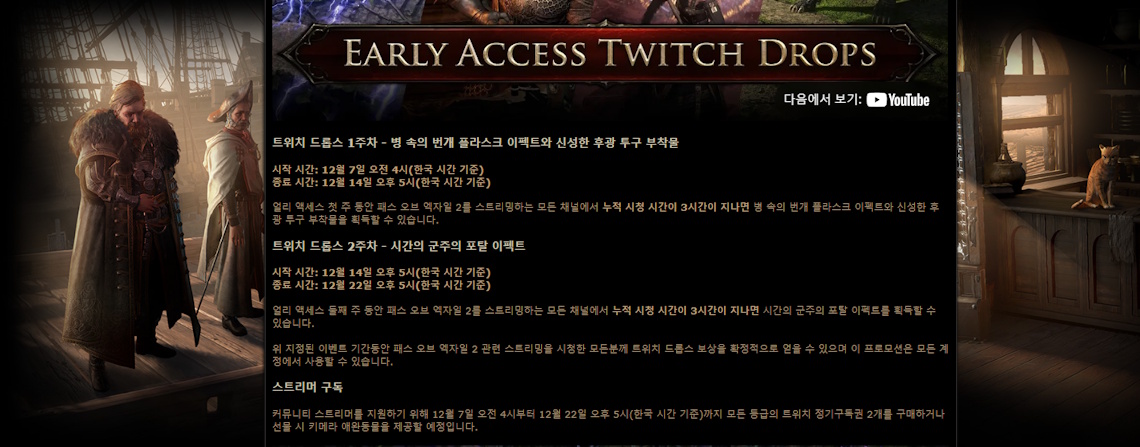 EARLY ACCESS TWITCH DROPS
다음에서 보기: YouTube
트위치 드롭스 1주차 - 병 속의 번개 플라스크 이펙트와 신성한 후광 투구 부착물
시작 시간: 12월 7일 오전 4시(한국 시간 기준)
종료 시간: 12월 14일 오후 5시(한국 시간 기준)
얼리 액세스 첫 주 동안 패스 오브 엑자일 2를 스트리밍하는 모든 채널에서 누적 시청 시간이 3시간이 지나면 병 속의 번개 플라스크 이펙트와 신성한 후
광 투구 부착물을 획득할 수 있습니다.
트위치 드롭스 2주차 - 시간의 군주의 포탈 이펙트
시작 시간: 12월 14일 오후 5시(한국 시간 기준)
종료 시간: 12월 22일 오후 5시(한국 시간 기준)
얼리 액세스 둘째 주 동안 패스 오브 엑자일 2를 스트리밍하는 모든 채널에서 누적 시청 시간이 3시간이 지나면 시간의 군주의 포탈 이펙트를 획득할 수
있습니다.
위 지정된 이벤트 기간동안 패스 오브 엑자일 2 관련 스트리밍을 시청한 모든분께 트위치 드롭스 보상을 확정적으로 얻을 수 있으며 이 프로모션은 모든 계
정에서 사용할 수 있습니다.
스트리머 구독
커뮤니티 스트리머를 지원하기 위해 12월 7일 오전 4시부터 12월 22일 오후 5시(한국 시간 기준)까지 모든 등급의 트위치 정기구독권 2개를 구매하거나
선물 시 키메라 애완동물을 제공할 예정입니다.